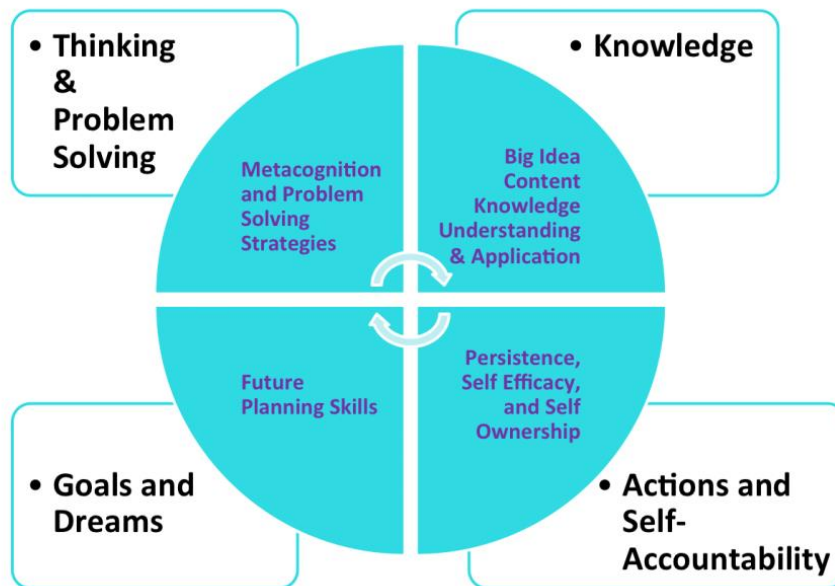 • Thinking
&
Problem
Solving
• Knowledge
Metacognition
and Problem
Solving
Strategies
Big Idea
Content
Knowledge
Understanding
& Application
Future
Planning Skills
Persistence,
Self Efficacy,
and Self
Ownership
• Goals and
Dreams
• Actions and
Self-
Accountability